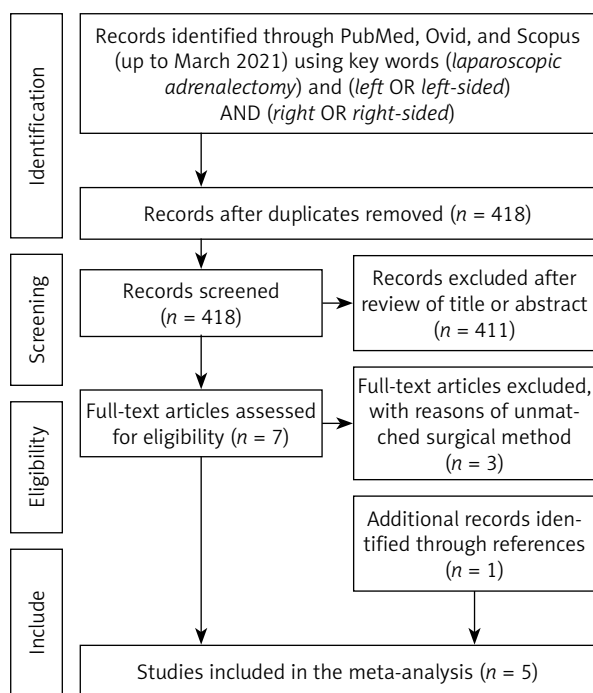 Identification
Records identified through PubMed, Ovid, and Scopus
(up to March 2021) using key words (laparoscopic
adrenalectomy) and (left OR left-sided)
AND (right OR right-sided)
Records after duplicates removed (n = 418)
Screening
Records screened
(n = 418)
Records excluded after
review of title or abstract
(n = 411)
Eligibility
Full-text articles assessed
for eligibility (n = 7)
Full-text articles excluded,
with reasons of unmat-
ched surgical method
(n = 3)
Additional records iden-
tified through references
(n = 1)
Include
Studies included in the meta-analysis (n = 5)